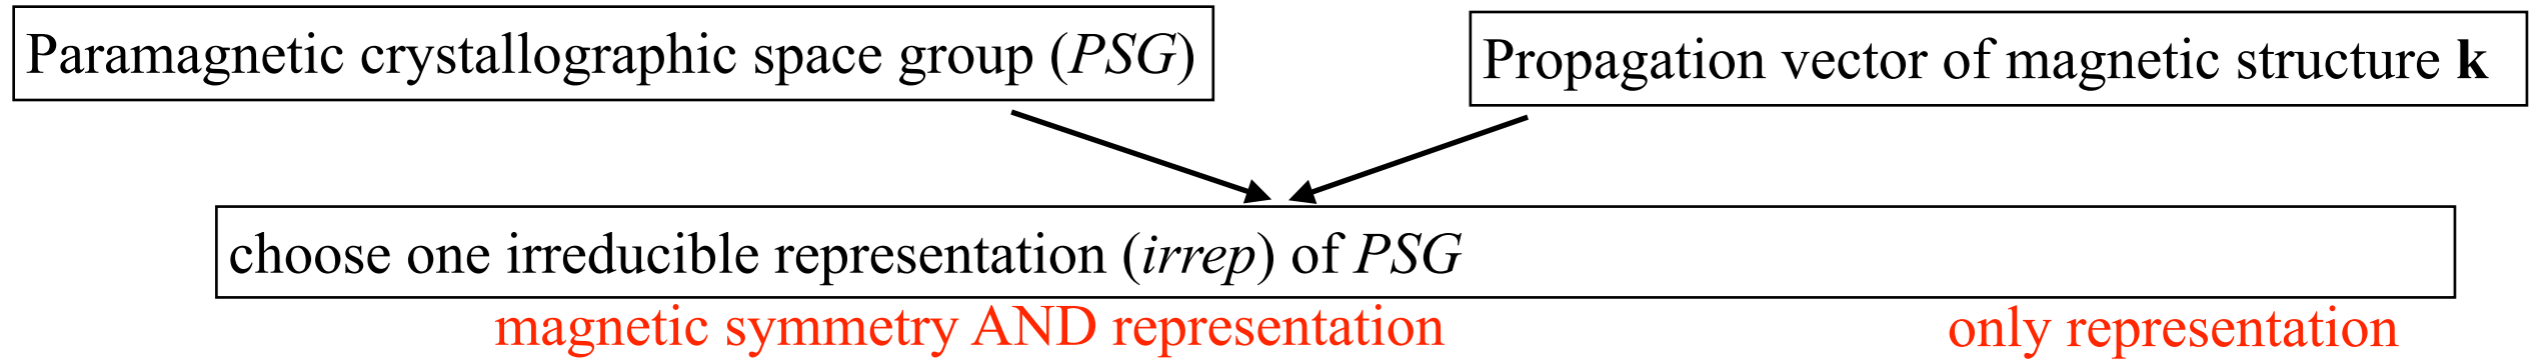 Paramagnetic crystallographic space group (PSG)
Propagation vector of magnetic structure k
choose one irreducible representation (irrep) of PSG
magnetic symmetry AND representation
only representation